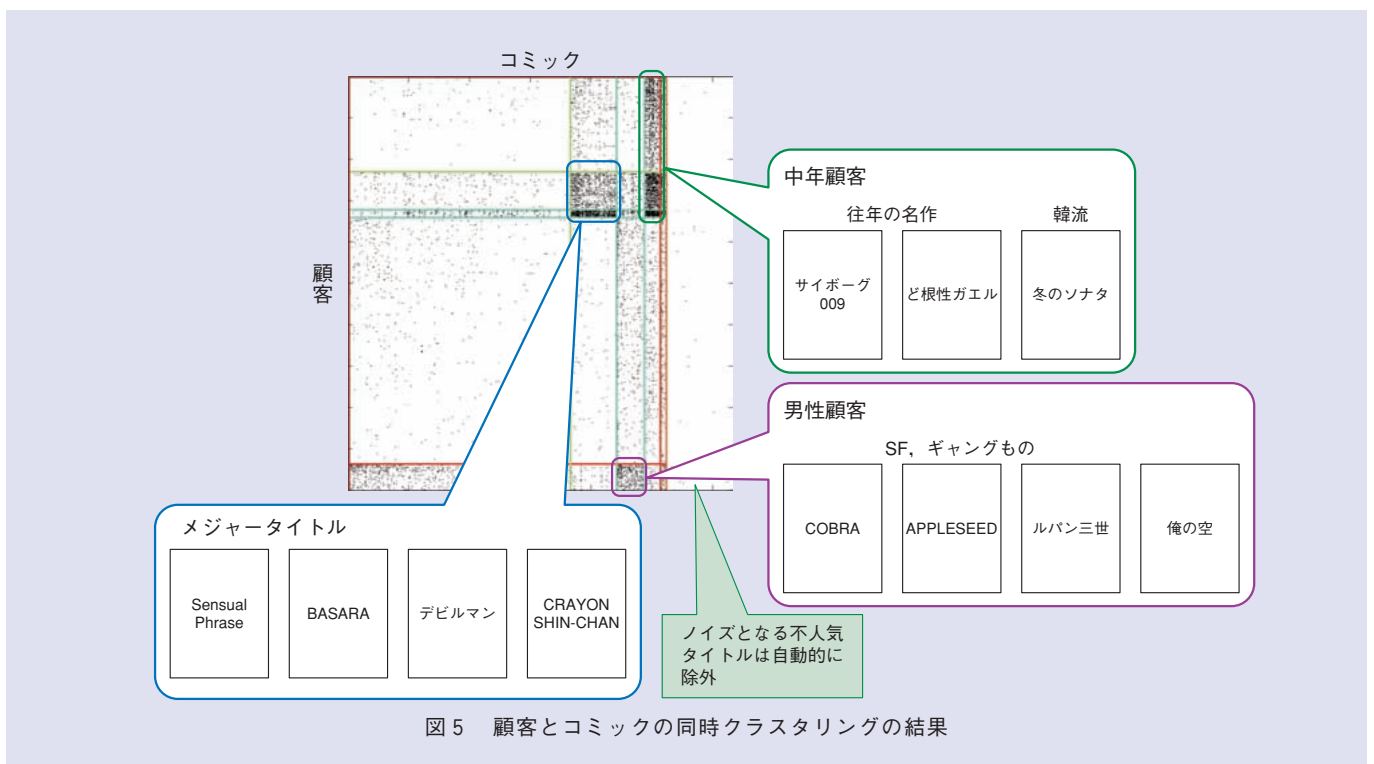 コミック
顧客
中年顧客
往年の名作
韓流
サイボーグ
009
ど根性ガエル
冬のソナタ
男性顧客
SF，ギャングもの
COBRA
APPLESEED
ルパン三世
俺の空
メジャータイトル
Sensual
Phrase
BASARA
デビルマン
CRAYON
SHIN-CHAN
ノイズとなる不人気
タイトルは自動的に
除外
図5　顧客とコミックの同時クラスタリングの結果